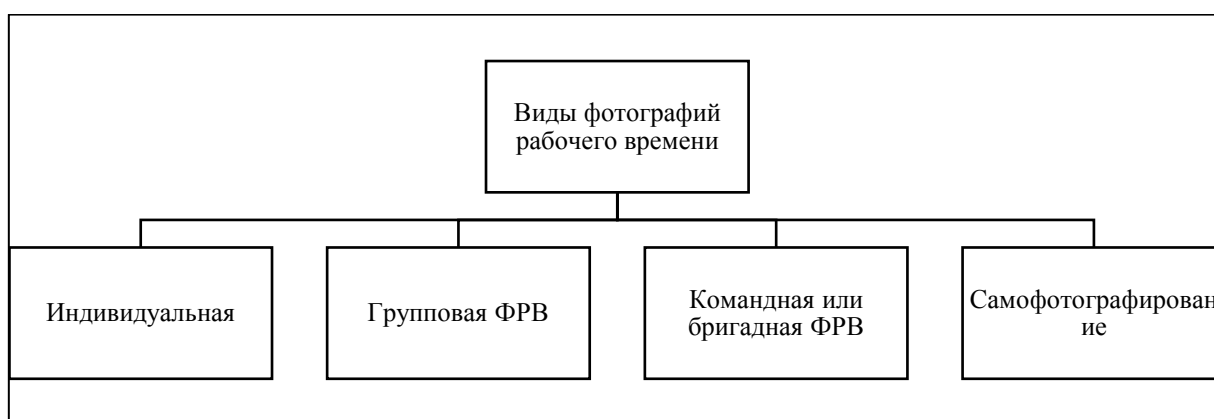 Виды фотографий
рабочего времени
Индивидуальная
Групповая ФРВ
Командная или
бригадная ФРВ
Самофотографирован
ие